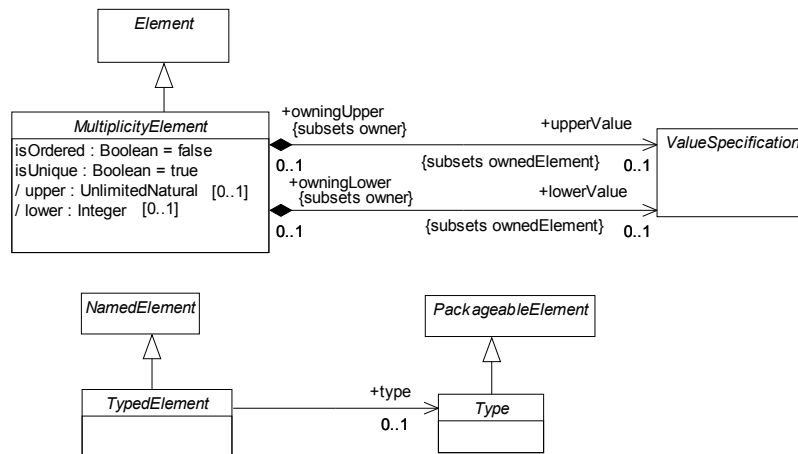 Element
MultiplicityElement
isOrdered : Boolean = false
isUnique : Boolean = true
/ upper : UnlimitedNatural [0..1]
/ lower : Integer [0..1]
+owningUpper
{subsets owner}
0..1
+upperValue
{subsets ownedElement}
0..1
+owningLower
{subsets owner}
0..1
+lowerValue
{subsets ownedElement}
0..1
ValueSpecification
NamedElement
PackageableElement
TypedElement
+type
0..1
Type